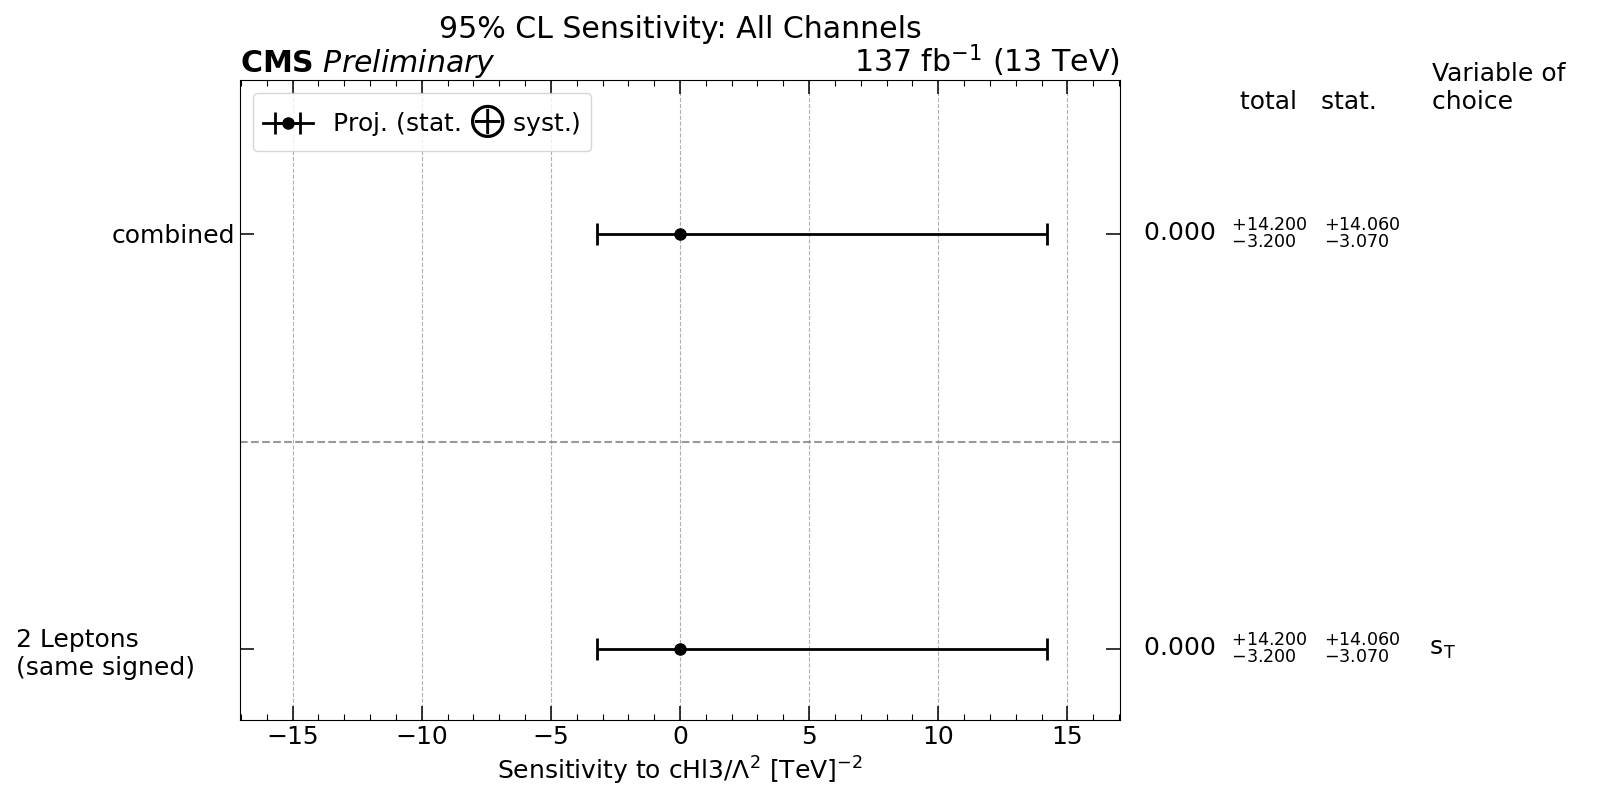 95% CL Sensitivity: All Channels
CMS Preliminary 137 fb⁻¹ (13 TeV)
total stat. Variable of
choice
Proj. (stat. ⊕ syst.)
combined 0.000 +14.200 +14.060
−3.200 −3.070
2 Leptons
(same signed) 0.000 +14.200 +14.060 s_T
−3.200 −3.070
−15 −10 −5 0 5 10 15
Sensitivity to cHl3/Λ² [TeV]⁻²